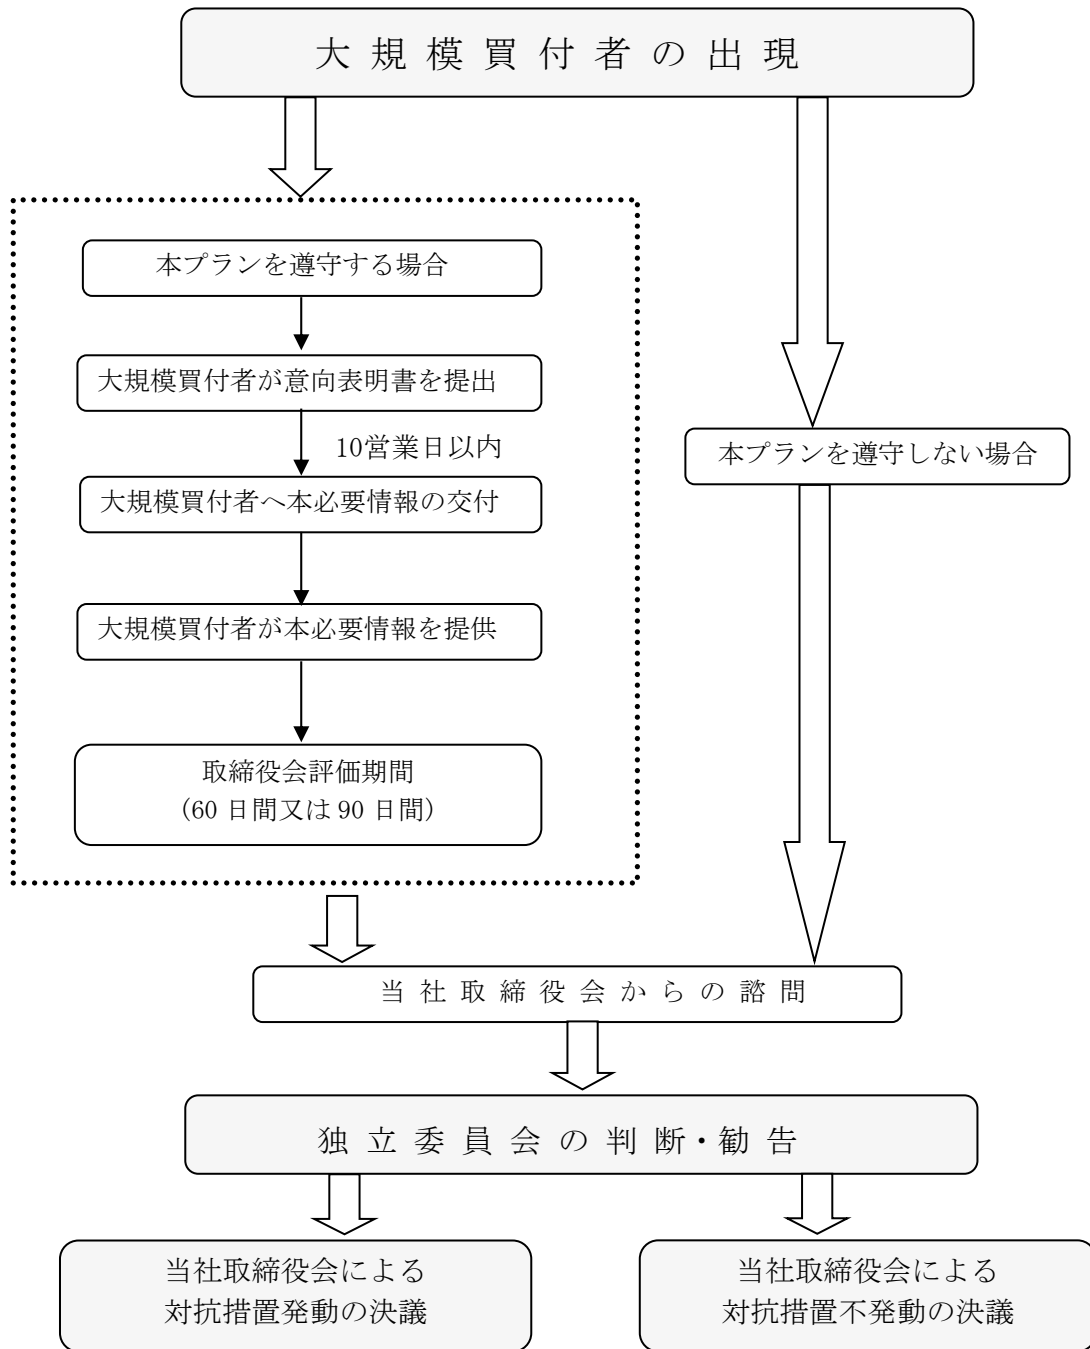 大規模買付者の出現
本プランを遵守する場合
大規模買付者が意向表明書を提出
10営業日以内
本プランを遵守しない場合
大規模買付者へ本必要情報の交付
大規模買付者が本必要情報を提供
取締役会評価期間
(60日間又は90日間)
当社取締役会からの諮問
独立委員会の判断・勧告
当社取締役会による
対抗措置発動の決議
当社取締役会による
対抗措置不発動の決議